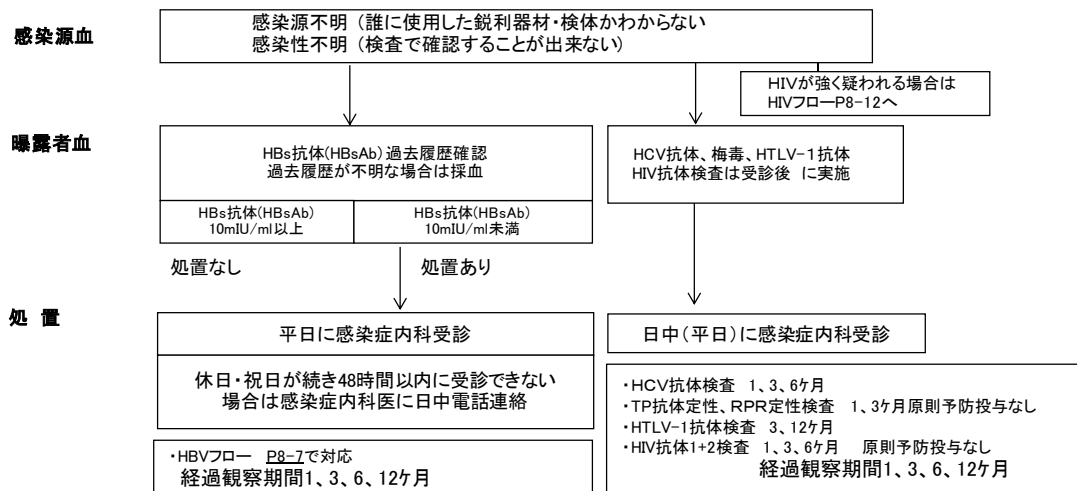 感染源血
感染源不明（誰に使用した鋭利器材・検体かわからない
感染性不明（検査で確認することが出来ない）
HIVが強く疑われる場合は
HIVフローP8-12へ
曝露者血
HBs抗体(HBsAb)過去履歴確認
過去履歴が不明な場合は採血
HBs抗体(HBsAb)
10mIU/ml以上
HBs抗体(HBsAb)
10mIU/ml未満
HCV抗体、梅毒、HTLV-1抗体
HIV抗体検査は受診後 に実施
処置なし
処置あり
処 置
平日に感染症内科受診
休日・祝日が続き48時間以内に受診できない
場合は感染症内科医に日中電話連絡
・HBVフロー P8-7で対応
経過観察期間1、3、6、12ケ月
日中（平日）に感染症内科受診
・HCV抗体検査 1、3、6ケ月
・TP抗体定性、RPR定性検査 1、3ケ月原則予防投与なし
・HTLV-1抗体検査 3、12ケ月
・HIV抗体1+2検査 1、3、6ケ月 原則予防投与なし
経過観察期間1、3、6、12ケ月